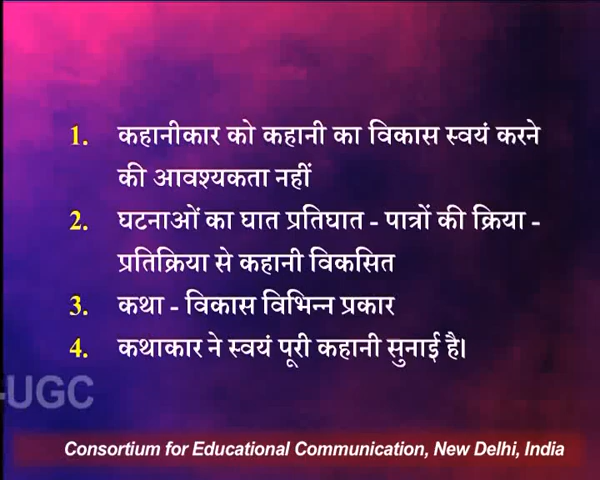 1. कहानीकार को कहानी का विकास स्वयं करने
की आवश्यकता नहीं
2. घटनाओं का घात प्रतिघात - पात्रों की क्रिया -
प्रतिक्रिया से कहानी विकसित
3. कथा - विकास विभिन्न प्रकार
4. कथाकार ने स्वयं पूरी कहानी सुनाई है।
-UGC
Consortium for Educational Communication, New Delhi, India